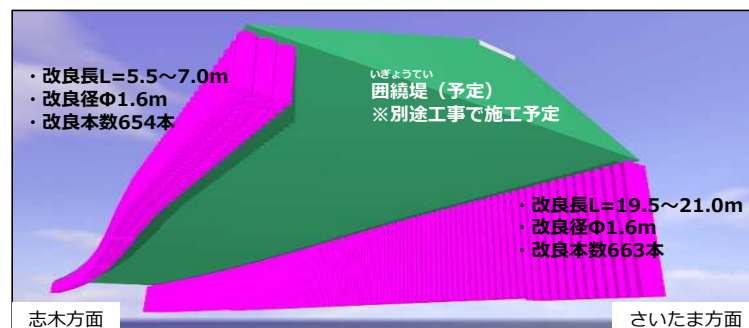 ・改良長L=5.5～7.0m
・改良径Φ1.6m
・改良本数654本
いぎょうてい
囲繞堤（予定）
※別途工事で施工予定
・改良長L=19.5～21.0m
・改良径Φ1.6m
・改良本数663本
志木方面
さいたま方面